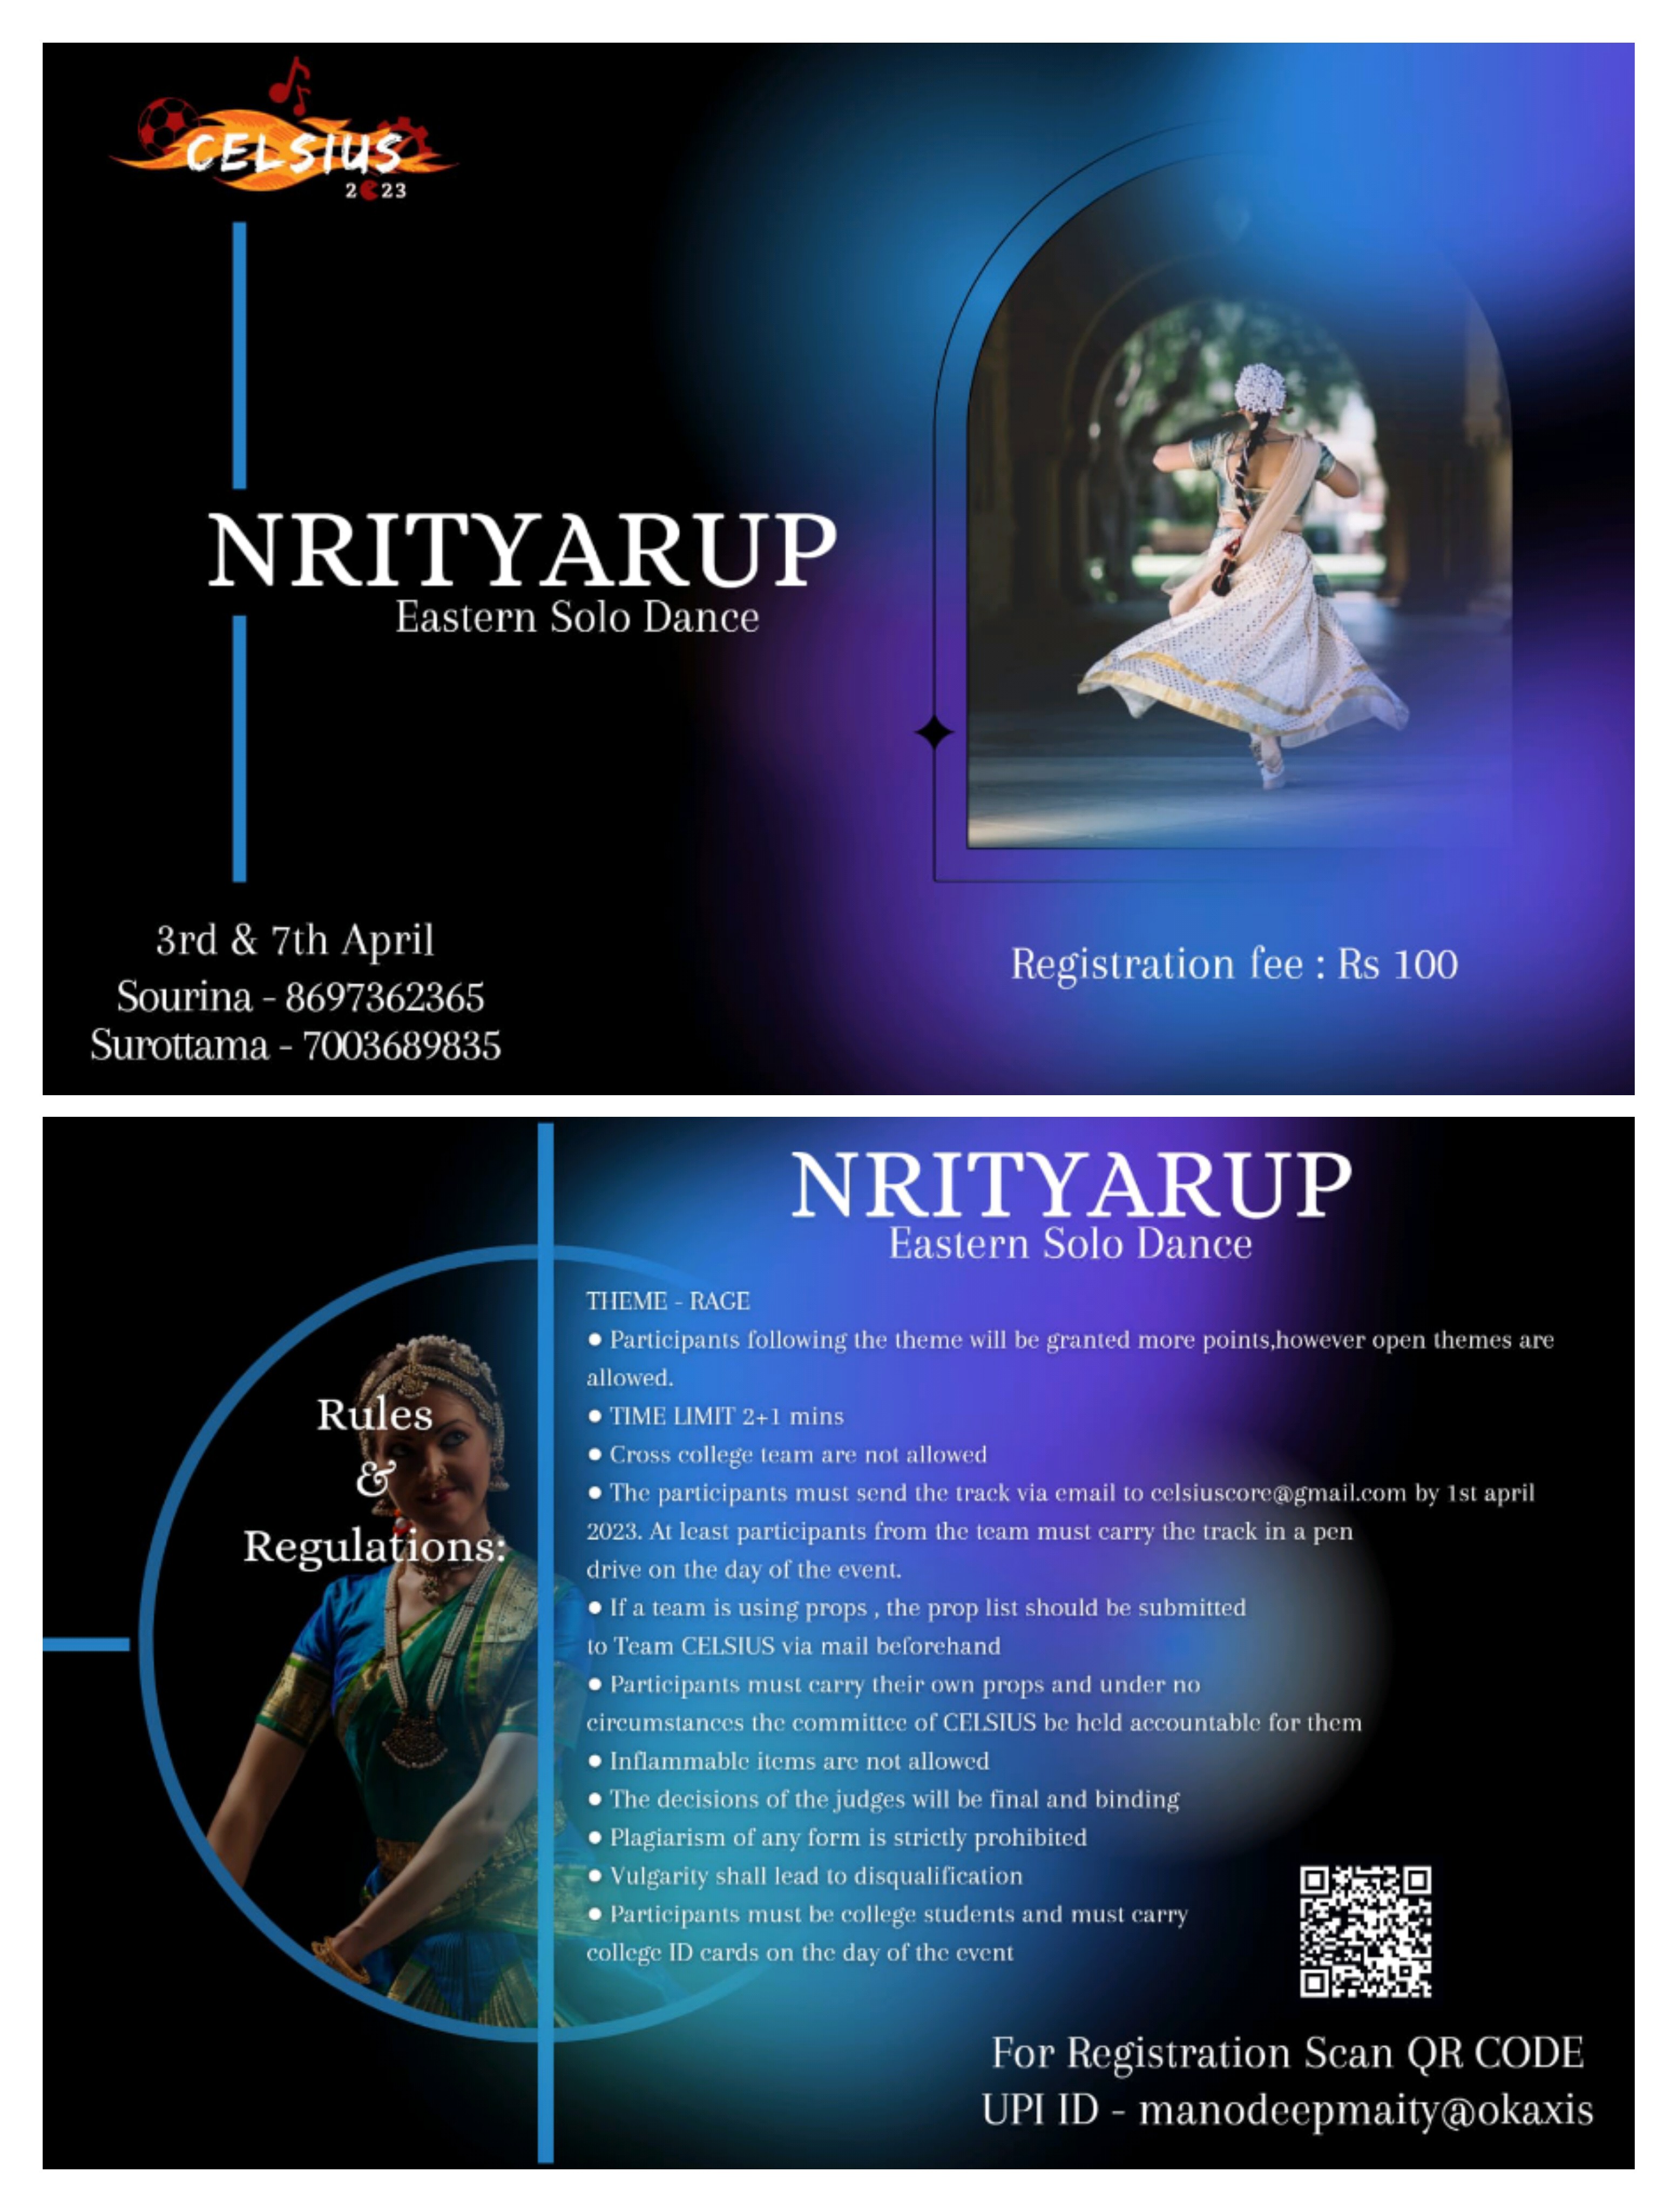 CELSIUS
2023
NRITYARUP
Eastern Solo Dance
3rd & 7th April
Sourina - 8697362365
Surottama - 7003689835
Registration fee : Rs 100
NRITYARUP
Eastern Solo Dance
Rules
&
Regulations:
THEME - RAGE
● Participants following the theme will be granted more points,however open themes are
allowed.
● TIME LIMIT 2+1 mins
● Cross college team are not allowed
● The participants must send the track via email to celsiuscore@gmail.com by 1st april
2023. At least participants from the team must carry the track in a pen
drive on the day of the event.
● If a team is using props , the prop list should be submitted
to Team CELSIUS via mail beforehand
● Participants must carry their own props and under no
circumstances the committee of CELSIUS be held accountable for them
● Inflammable items are not allowed
● The decisions of the judges will be final and binding
● Plagiarism of any form is strictly prohibited
● Vulgarity shall lead to disqualification
● Participants must be college students and must carry
college ID cards on the day of the event
For Registration Scan QR CODE
UPI ID - manodeepmaity@okaxis